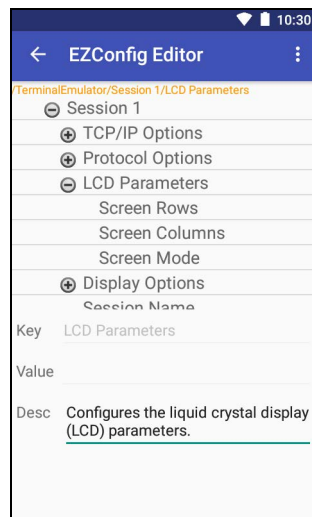 10:30
EZConfig Editor
/TerminalEmulator/Session 1/LCD Parameters
Session 1
TCP/IP Options
Protocol Options
LCD Parameters
Screen Rows
Screen Columns
Screen Mode
Display Options
Session Name
Key LCD Parameters
Value
Desc Configures the liquid crystal display
(LCD) parameters.